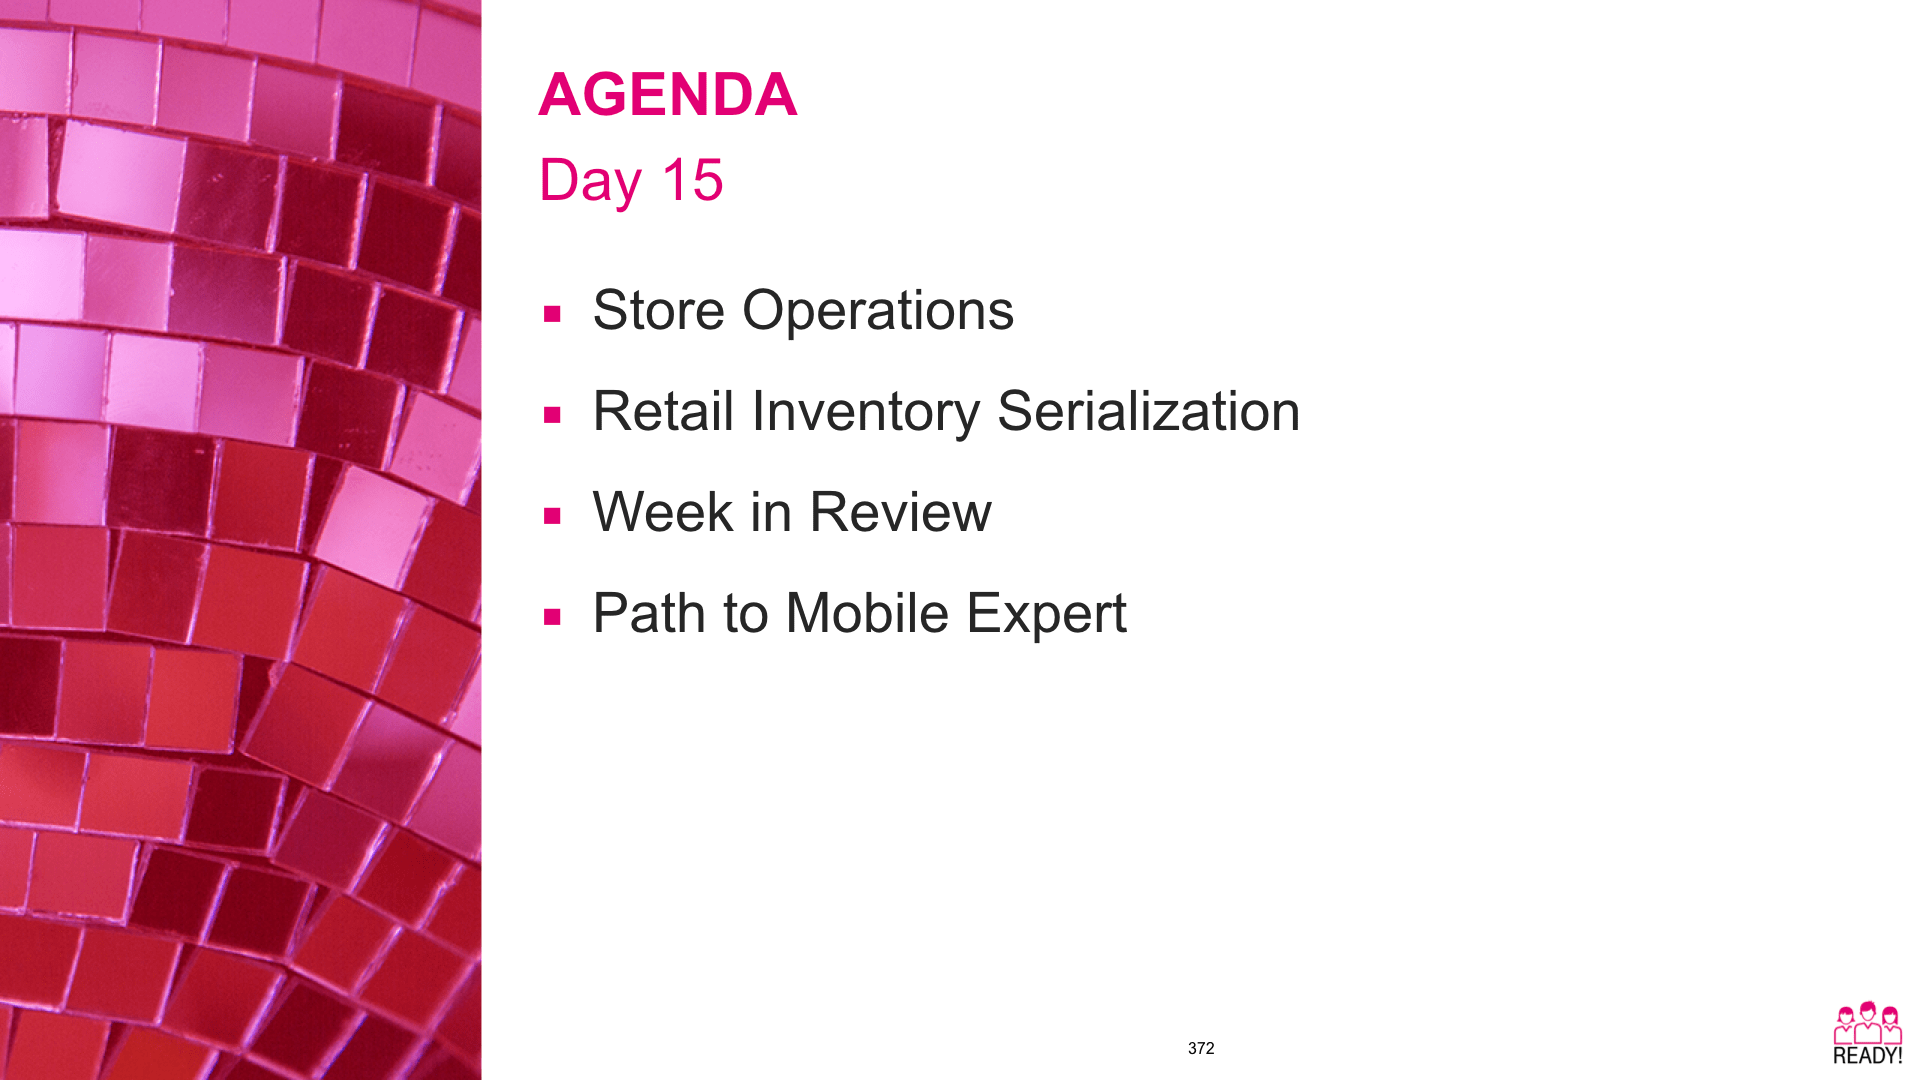 AGENDA
Day 15
Store Operations
Retail Inventory Serialization
Week in Review
Path to Mobile Expert
372
READY!